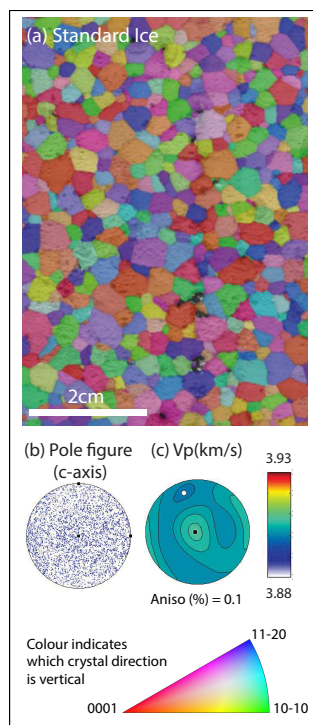 (a) Standard Ice
2cm
(b) Pole figure
(c-axis)
(c) Vp(km/s)
3.93
3.88
Aniso (%) = 0.1
Colour indicates
which crystal direction
is vertical
11-20
0001
10-10